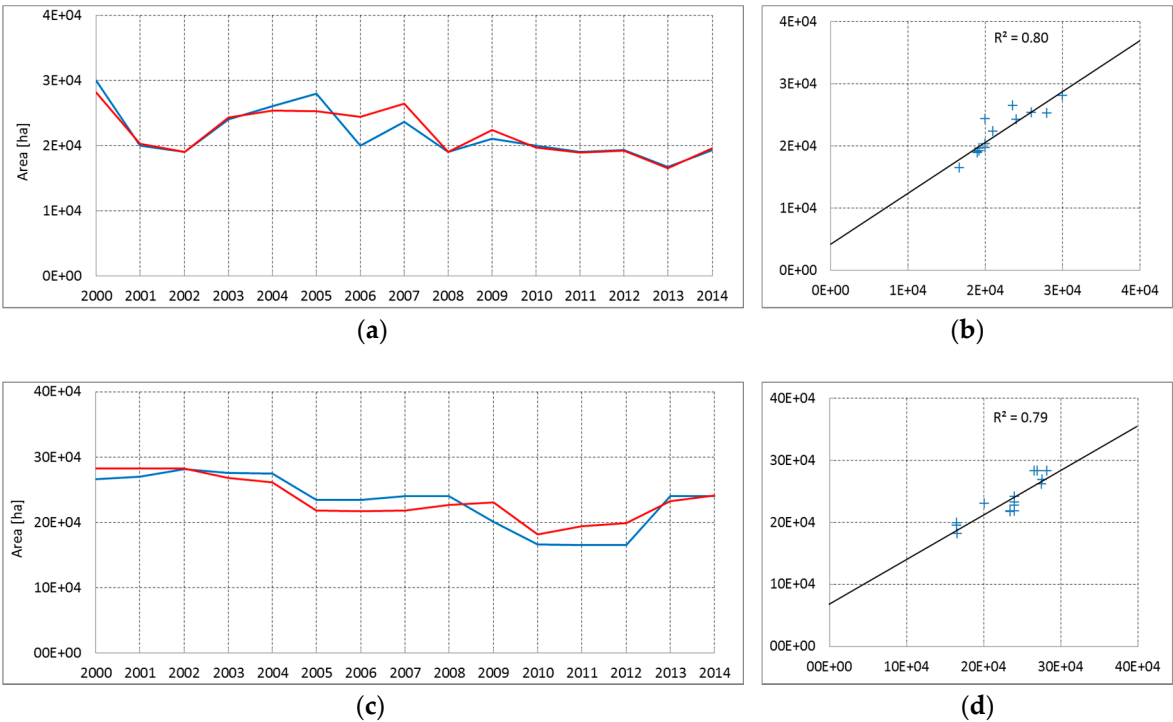 4E+04
3E+04
2E+04
1E+04
0E+00
Area [ha]
2000 2001 2002 2003 2004 2005 2006 2007 2008 2009 2010 2011 2012 2013 2014
(a)
R² = 0.80
4E+04
3E+04
2E+04
1E+04
0E+00
0E+00 1E+04 2E+04 3E+04 4E+04
(b)
40E+04
30E+04
20E+04
10E+04
00E+00
Area [ha]
2000 2001 2002 2003 2004 2005 2006 2007 2008 2009 2010 2011 2012 2013 2014
(c)
R² = 0.79
40E+04
30E+04
20E+04
10E+04
00E+00
00E+00 10E+04 20E+04 30E+04 40E+04
(d)